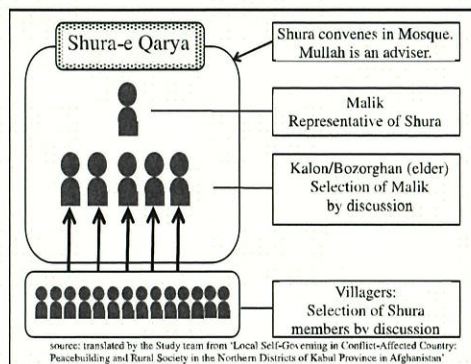 Shura-e Qarya
Shura convenes in Mosque.
Mullah is an adviser.
Malik
Representative of Shura
Kalon/Bozorghan (elder)
Selection of Malik
by discussion
Villagers:
Selection of Shura
members by discussion
source: translated by the Study team from 'Local Self-Governing in Conflict-Affected Country:
Peacebuilding and Rural Society in the Northern Districts of Kabul Province in Afghanistan'